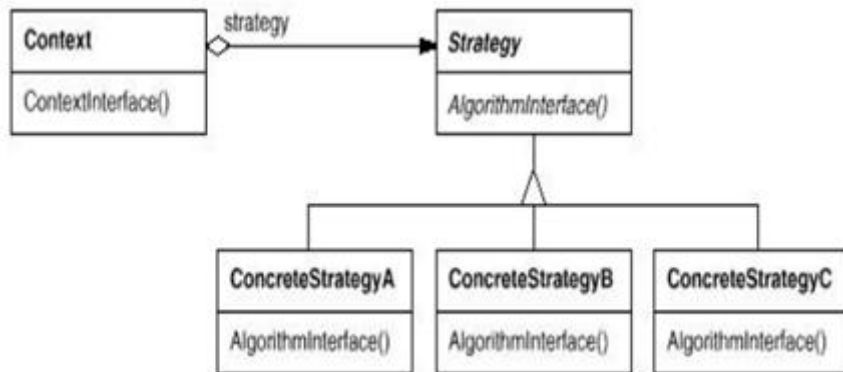 Context
ContextInterface()
strategy
Strategy
AlgorithmInterface()
ConcreteStrategyA
AlgorithmInterface()
ConcreteStrategyB
AlgorithmInterface()
ConcreteStrategyC
AlgorithmInterface()